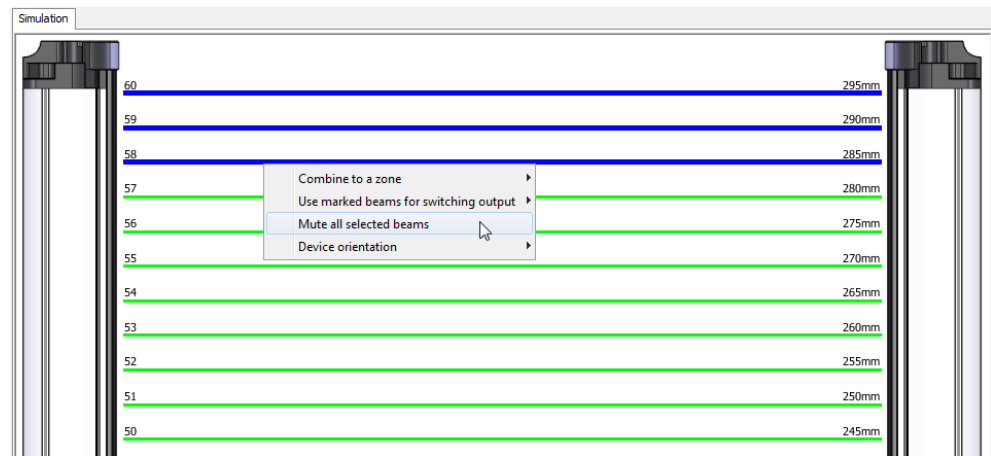 Simulation
60 295mm
59 290mm
58 285mm
Combine to a zone
57 280mm
Use marked beams for switching output
56 Mute all selected beams 275mm
Device orientation
55 270mm
54 265mm
53 260mm
52 255mm
51 250mm
50 245mm